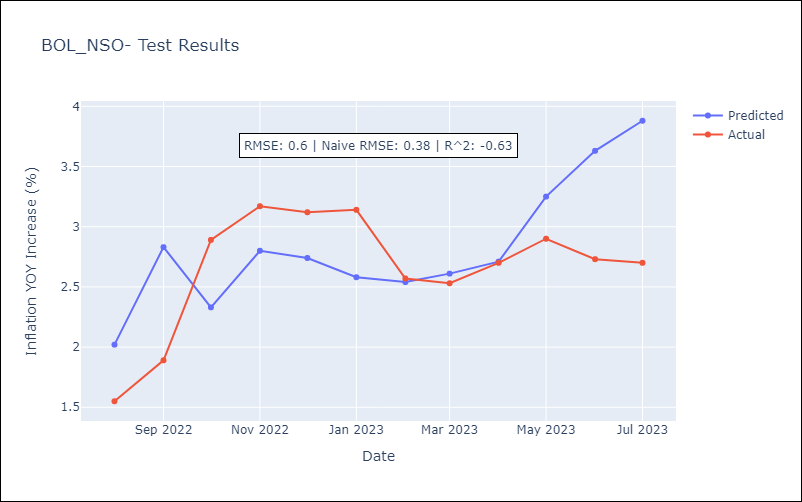 BOL_NSO- Test Results
Predicted
Actual
RMSE: 0.6 | Naive RMSE: 0.38 | R^2: -0.63
Inflation YOY Increase (%)
4
3.5
3
2.5
2
1.5
Sep 2022
Nov 2022
Jan 2023
Mar 2023
May 2023
Jul 2023
Date